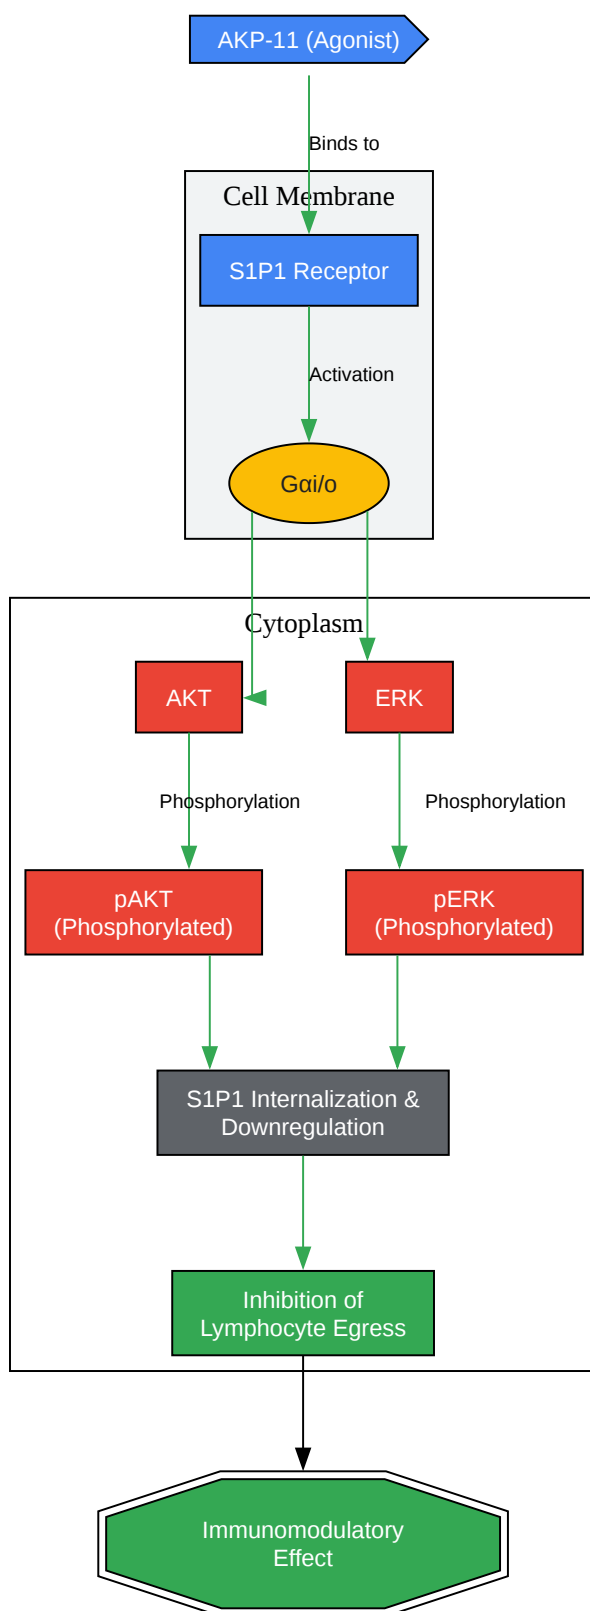 AKP-11 (Agonist)
Binds to
Cell Membrane
S1P1 Receptor
Activation
Gαi/o
Cytoplasm
AKT
ERK
Phosphorylation
Phosphorylation
pAKT
(Phosphorylated)
pERK
(Phosphorylated)
S1P1 Internalization &
Downregulation
Inhibition of
Lymphocyte Egress
Immunomodulatory
Effect